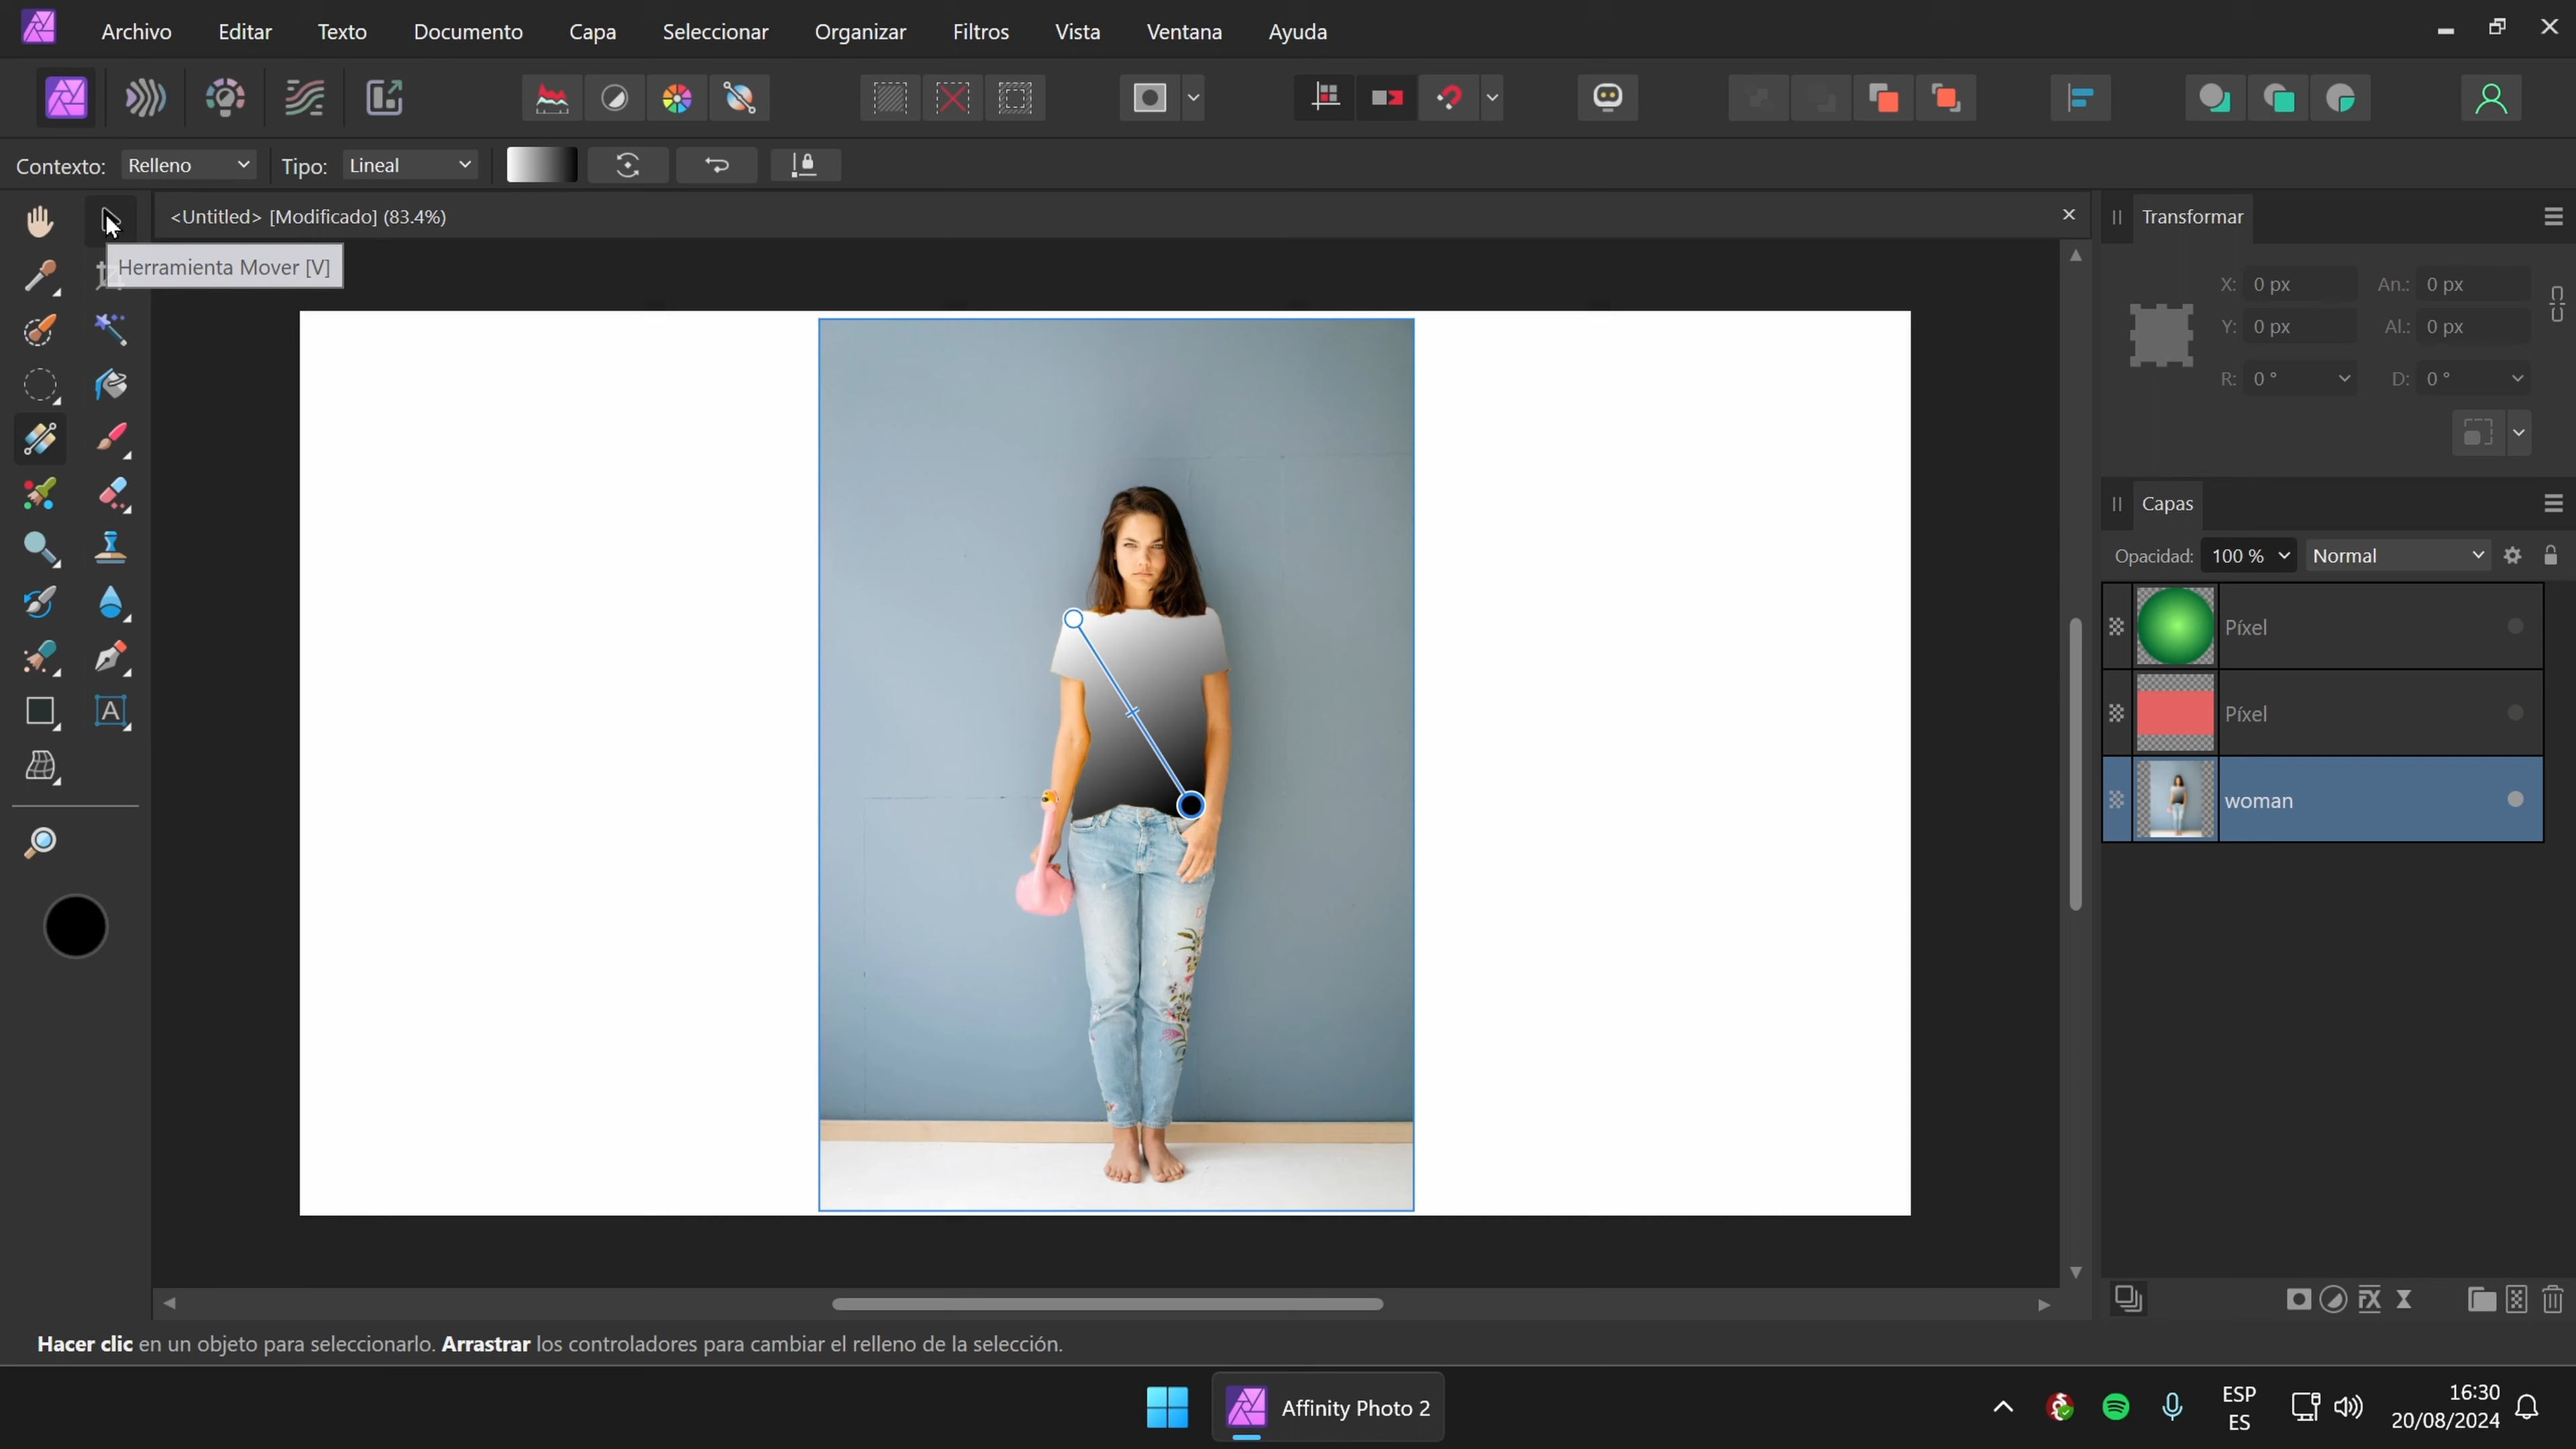 Archivo Editar Texto Documento Capa Seleccionar Organizar Filtros Vista Ventana Ayuda
Contexto: Relleno Tipo: Lineal
<Untitled> [Modificado] (83.4%)
Herramienta Mover [V]
Transformar
X: 0 px An.: 0 px
Y: 0 px Al.: 0 px
R: 0 ° D: 0 °
Capas
Opacidad: 100 % Normal
Píxel
Píxel
woman
Hacer clic en un objeto para seleccionarlo. Arrastrar los controladores para cambiar el relleno de la selección.
Affinity Photo 2
ESP
ES
16:30
20/08/2024